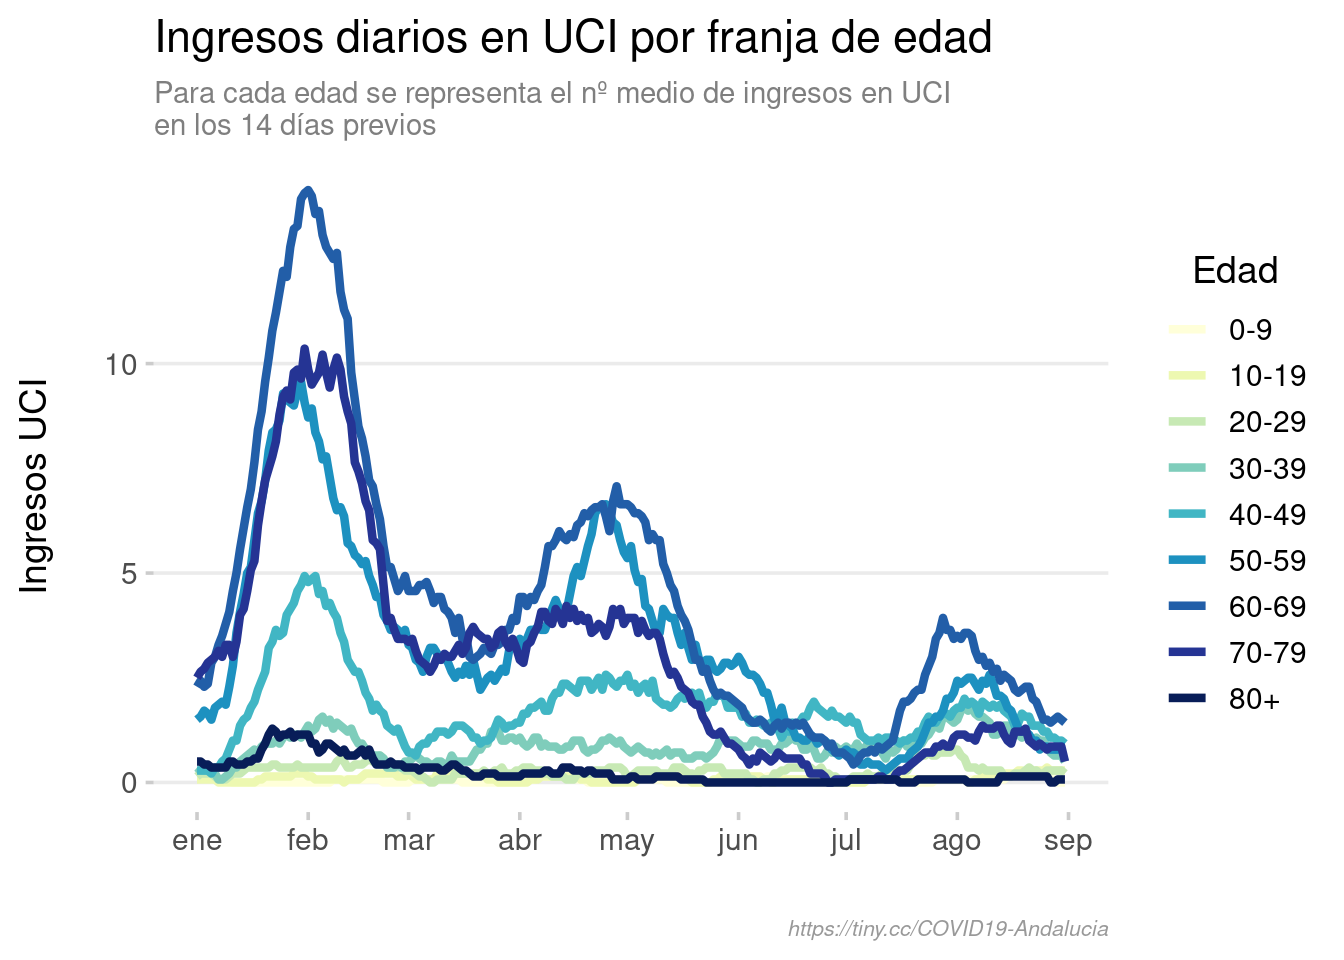 Ingresos diarios en UCI por franja de edad
Para cada edad se representa el nº medio de ingresos en UCI
en los 14 días previos
Ingresos UCI
10
5
0
ene feb mar abr may jun jul ago sep
Edad
0-9
10-19
20-29
30-39
40-49
50-59
60-69
70-79
80+
https://tiny.cc/COVID19-Andalucia